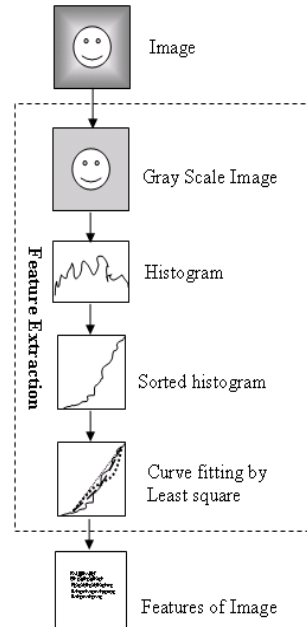 Image
Gray Scale Image
Feature Extraction
Histogram
Sorted histogram
Curve fitting by
Least square
Features of Image